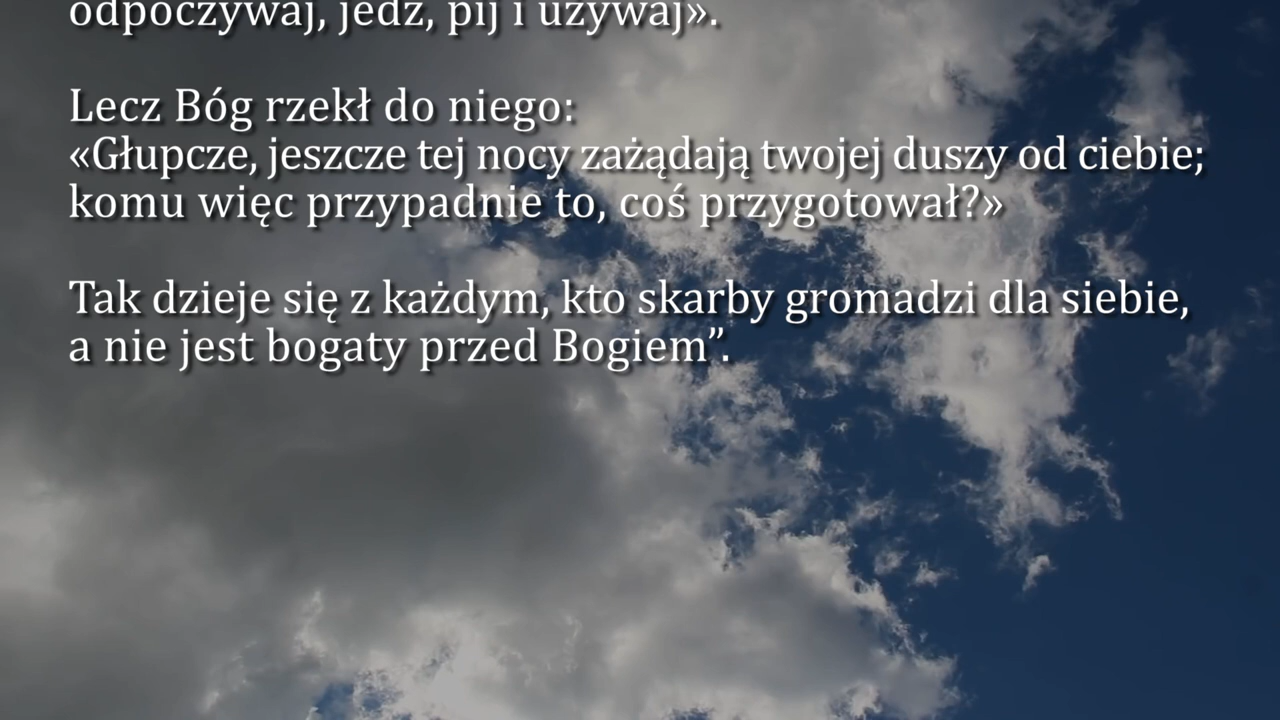 odpoczywaj, jedz, pij i używaj».
Lecz Bóg rzekł do niego:
«Głupcze, jeszcze tej nocy zażądają twojej duszy od ciebie;
komu więc przypadnie to, coś przygotował?»
Tak dzieje się z każdym, kto skarby gromadzi dla siebie,
a nie jest bogaty przed Bogiem”.